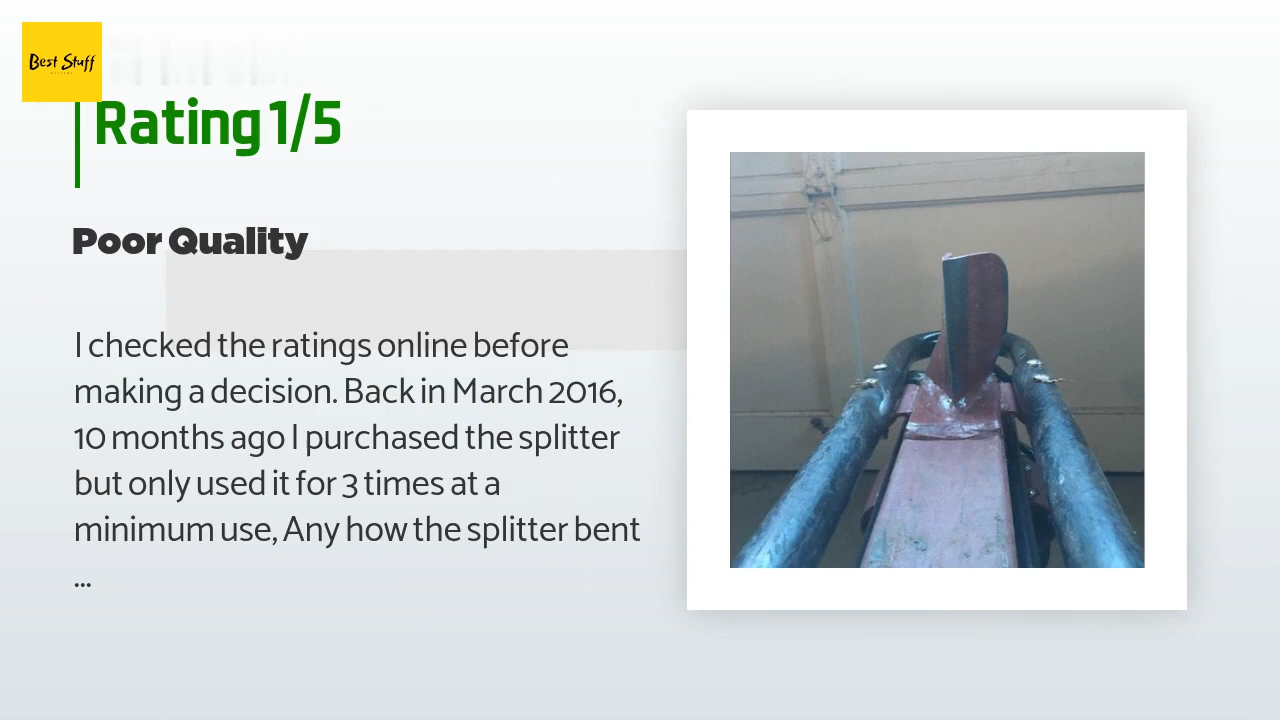 Best Stuff
Rating 1/5
Poor Quality
I checked the ratings online before
making a decision. Back in March 2016,
10 months ago I purchased the splitter
but only used it for 3 times at a
minimum use, Any how the splitter bent
...